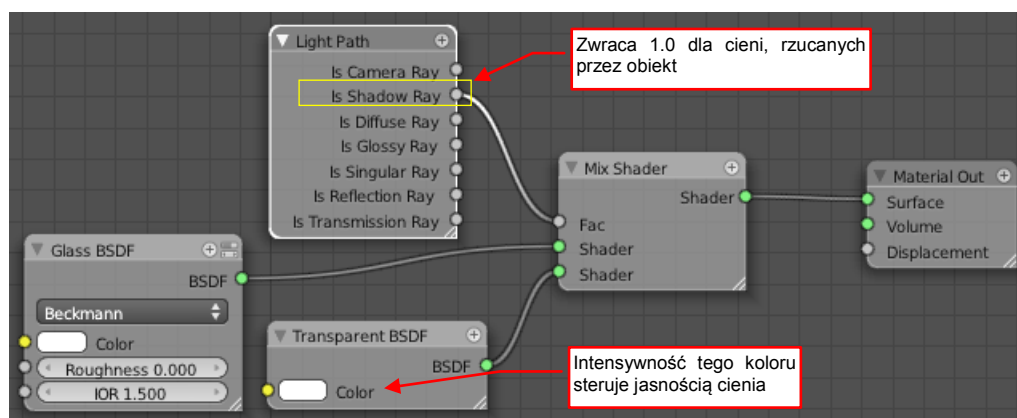 Light Path
Is Camera Ray
Is Shadow Ray
Is Diffuse Ray
Is Glossy Ray
Is Singular Ray
Is Reflection Ray
Is Transmission Ray
Zwraca 1.0 dla cieni, rzucanych
przez obiekt
Mix Shader
Shader
Fac
Shader
Shader
Material Out
Surface
Volume
Displacement
Glass BSDF
BSDF
Beckmann
Color
Roughness 0.000
IOR 1.500
Transparent BSDF
BSDF
Color
Intensywność tego koloru
steruje jasnością cienia